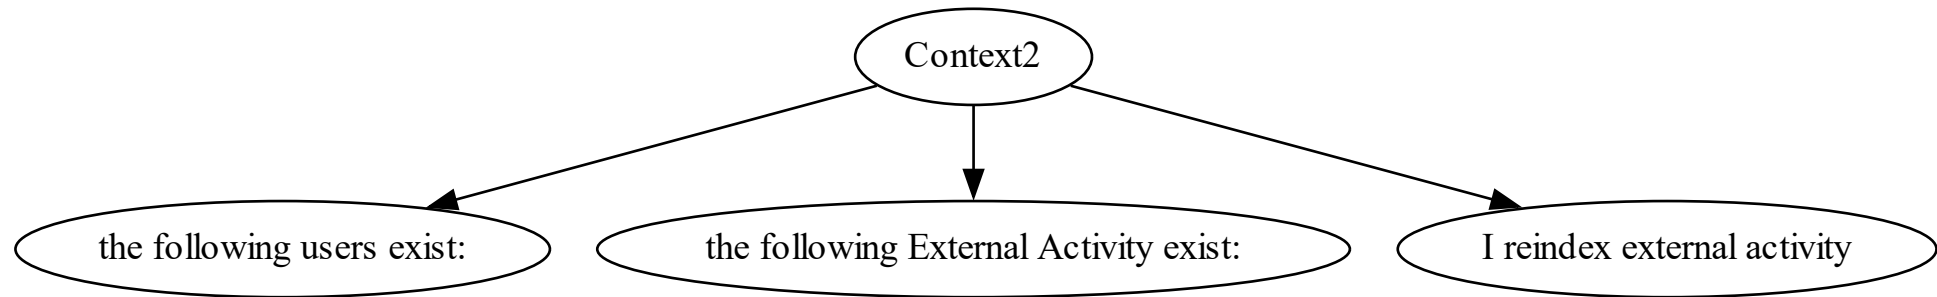 Context2
the following users exist:
the following External Activity exist:
I reindex external activity